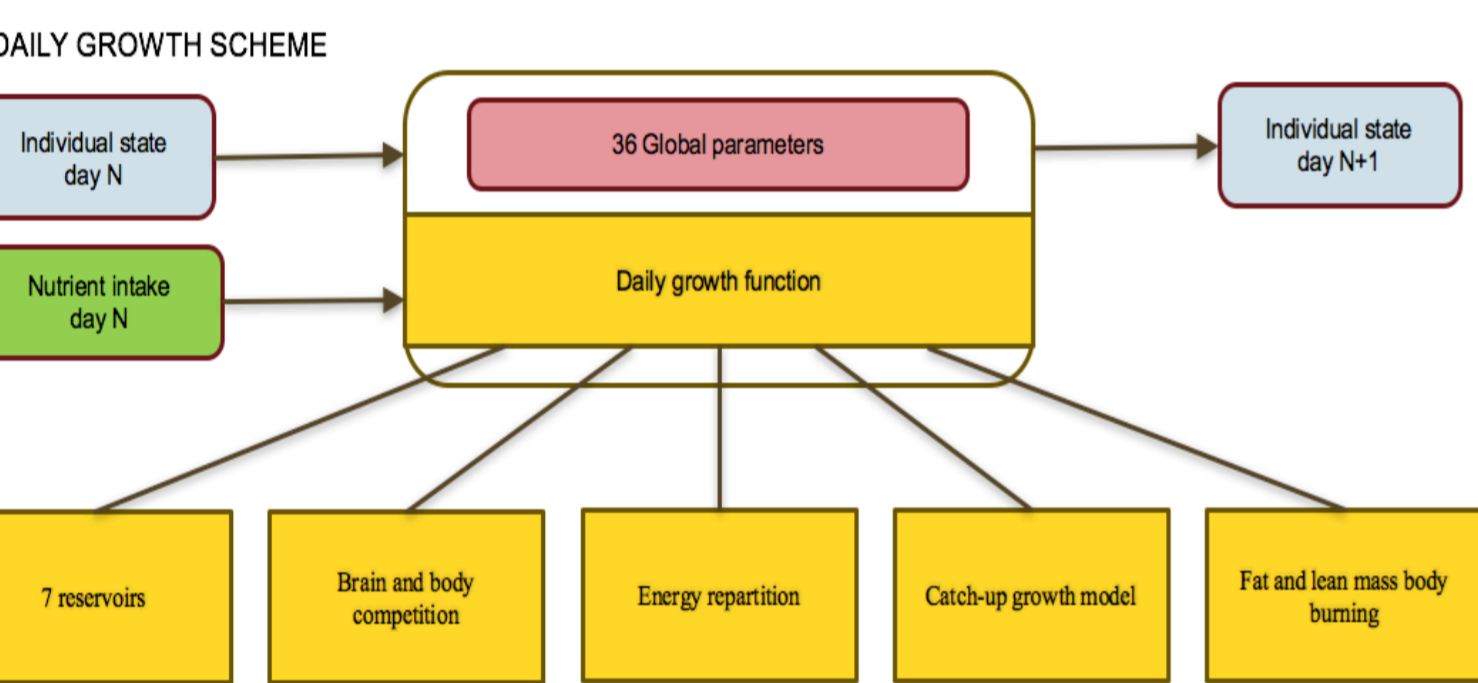 DAILY GROWTH SCHEME
Individual state
day N
36 Global parameters
Individual state
day N+1
Nutrient intake
day N
Daily growth function
7 reservoirs
Brain and body
competition
Energy repartition
Catch-up growth model
Fat and lean mass body
burning